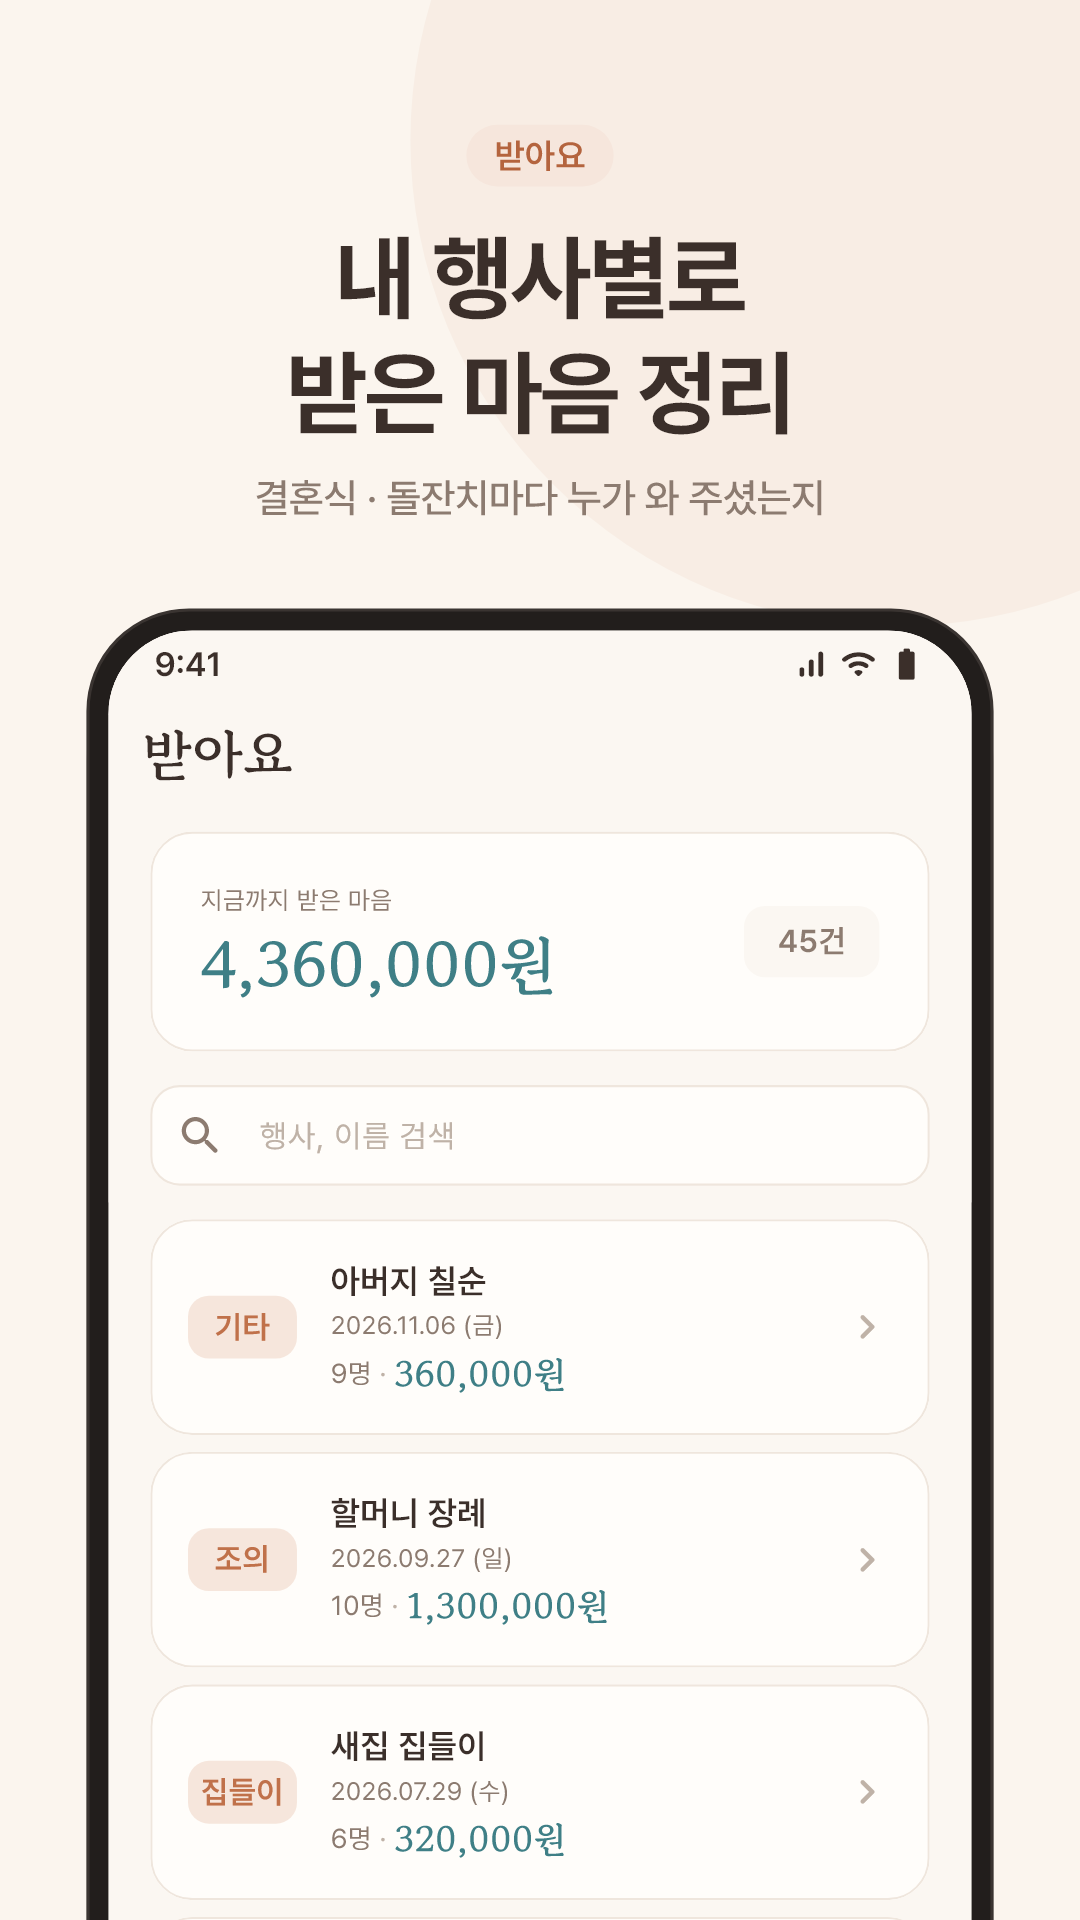 받아요
내 행사별로
받은 마음 정리
결혼식 · 돌잔치마다 누가 와 주셨는지
9:41
받아요
지금까지 받은 마음
4,360,000원
45건
행사, 이름 검색
아버지 칠순
기타
2026.11.06 (금)
9명 · 360,000원
할머니 장례
조의
2026.09.27 (일)
10명 · 1,300,000원
새집 집들이
집들이
2026.07.29 (수)
6명 · 320,000원